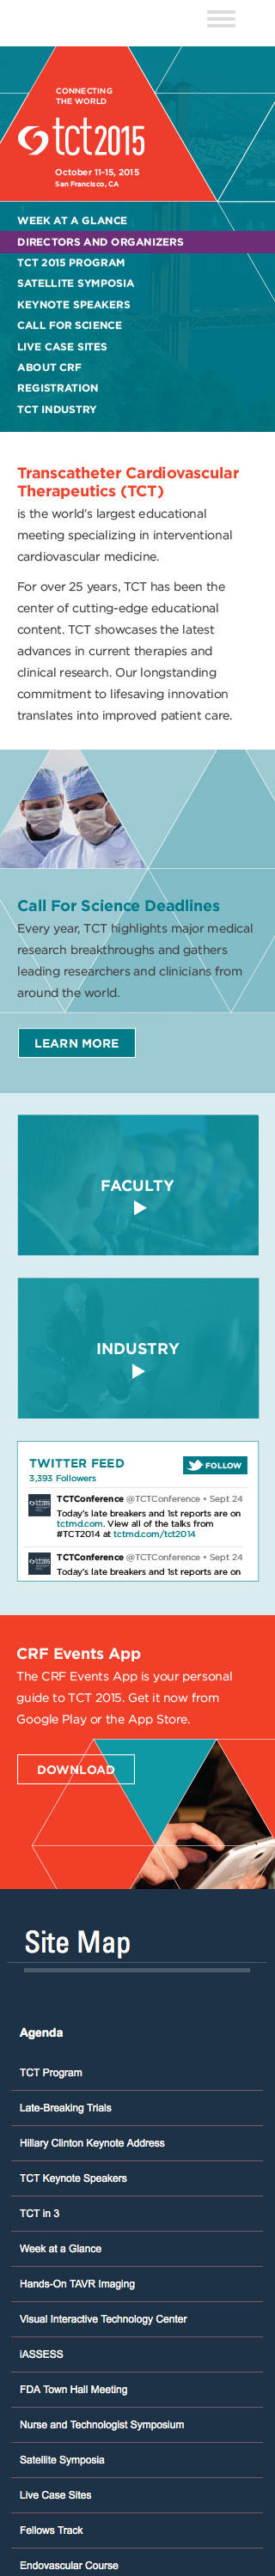 CONNECTING
THE WORLD
tct2015
October 11-15, 2015
San Francisco, CA
WEEK AT A GLANCE
DIRECTORS AND ORGANIZERS
TCT 2015 PROGRAM
SATELLITE SYMPOSIA
KEYNOTE SPEAKERS
CALL FOR SCIENCE
LIVE CASE SITES
ABOUT CRF
REGISTRATION
TCT INDUSTRY
Transcatheter Cardiovascular
Therapeutics (TCT)
is the world's largest educational
meeting specializing in interventional
cardiovascular medicine.
For over 25 years, TCT has been the
center of cutting-edge educational
content. TCT showcases the latest
advances in current therapies and
clinical research. Our longstanding
commitment to lifesaving innovation
translates into improved patient care.
Call For Science Deadlines
Every year, TCT highlights major medical
research breakthroughs and gathers
leading researchers and clinicians from
around the world.
LEARN MORE
FACULTY
INDUSTRY
TWITTER FEED
FOLLOW
3,393 Followers
TCTConference @TCTConference • Sept 24
Today's late breakers and 1st reports are on
tctmd.com. View all of the talks from
#TCT2014 at tctmd.com/tct2014
TCTConference @TCTConference • Sept 24
Today's late breakers and 1st reports are on
CRF Events App
The CRF Events App is your personal
guide to TCT 2015. Get it now from
Google Play or the App Store.
DOWNLOAD
Site Map
Agenda
TCT Program
Late-Breaking Trials
Hillary Clinton Keynote Address
TCT Keynote Speakers
TCT in 3
Week at a Glance
Hands-On TAVR Imaging
Visual Interactive Technology Center
iASSESS
FDA Town Hall Meeting
Nurse and Technologist Symposium
Satellite Symposia
Live Case Sites
Fellows Track
Endovascular Course